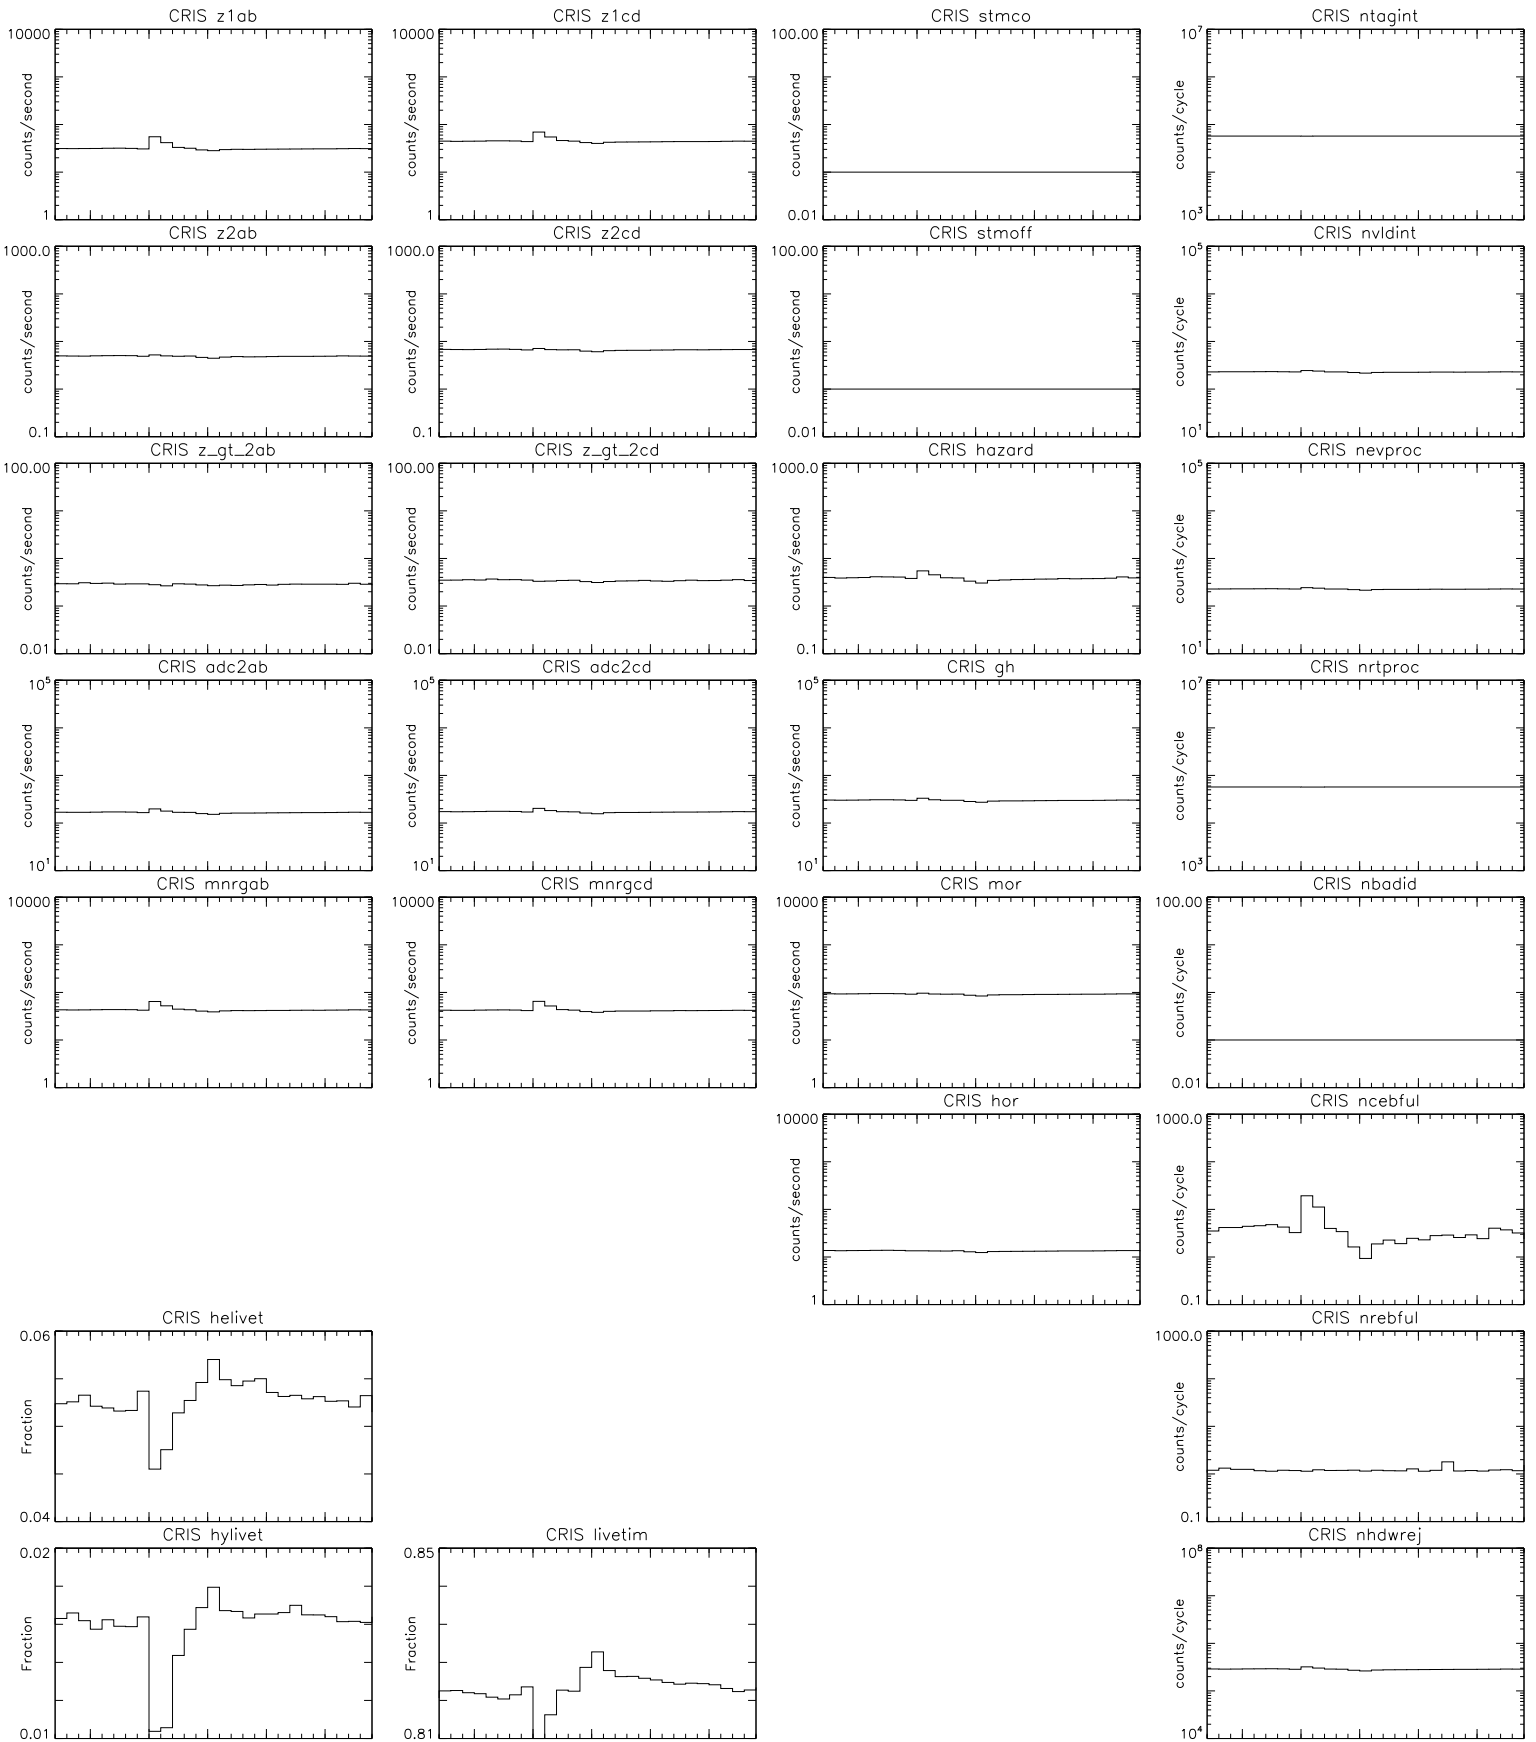 CRIS z1ab
10000
counts/second
1
CRIS z1cd
10000
counts/second
1
CRIS stmco
100.00
counts/second
0.01
CRIS ntagint
10^7
counts/cycle
10^3
CRIS z2ab
1000.0
counts/second
0.1
CRIS z2cd
1000.0
counts/second
0.1
CRIS stmoff
100.00
counts/second
0.01
CRIS nvldint
10^5
counts/cycle
10^1
CRIS z_gt_2ab
100.00
counts/second
0.01
CRIS z_gt_2cd
100.00
counts/second
0.01
CRIS hazard
1000.0
counts/second
0.1
CRIS nevproc
10^5
counts/cycle
10^1
CRIS adc2ab
10^5
counts/second
10^1
CRIS adc2cd
10^5
counts/second
10^1
CRIS gh
10^5
counts/second
10^1
CRIS nrtproc
10^7
counts/cycle
10^3
CRIS mnrgab
10000
counts/second
1
CRIS mnrgcd
10000
counts/second
1
CRIS mor
10000
counts/second
1
CRIS nbadid
100.00
counts/cycle
0.01
CRIS hor
10000
counts/second
1
CRIS ncebful
1000.0
counts/cycle
0.1
CRIS helivet
0.06
Fraction
0.04
CRIS nrebful
1000.0
counts/cycle
0.1
CRIS hylivet
0.02
Fraction
0.01
CRIS livetim
0.85
Fraction
0.81
CRIS nhdwrej
10^8
counts/cycle
10^4